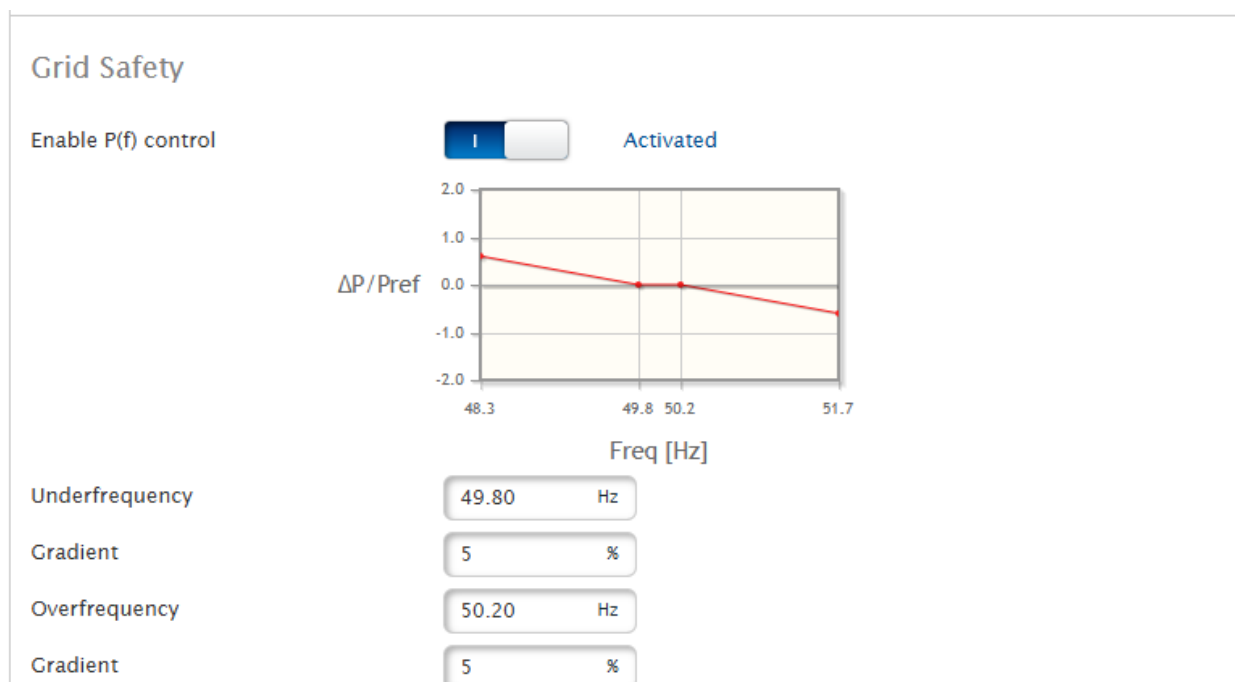 Grid Safety
Enable P(f) control I Activated
2.0
1.0
ΔP/Pref 0.0
-1.0
-2.0
48.3 49.8 50.2 51.7
Freq [Hz]
Underfrequency 49.80 Hz
Gradient 5 %
Overfrequency 50.20 Hz
Gradient 5 %